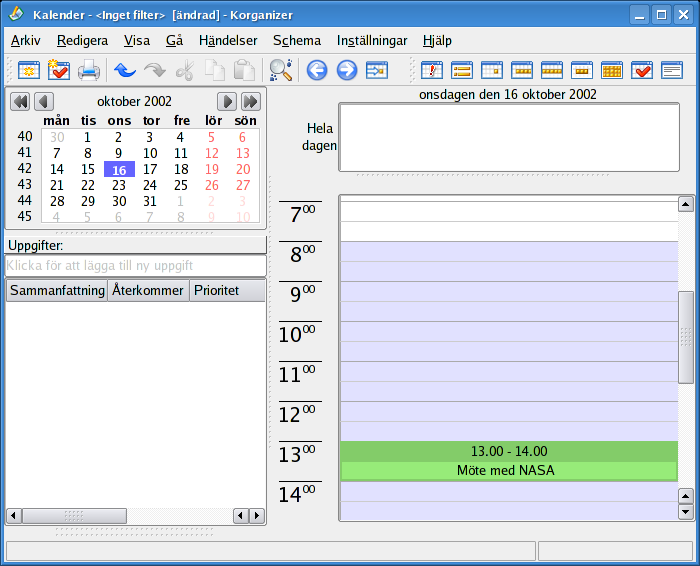 Kalender - <Inget filter> [ändrad] - Korganizer
Arkiv Redigera Visa Gå Händelser Schema Inställningar Hjälp
oktober 2002
mån tis ons tor fre lör sön
40 30 1 2 3 4 5 6
41 7 8 9 10 11 12 13
42 14 15 16 17 18 19 20
43 21 22 23 24 25 26 27
44 28 29 30 31 1 2 3
45 4 5 6 7 8 9 10
Uppgifter:
Klicka för att lägga till ny uppgift
Sammanfattning Återkommer Prioritet
onsdagen den 16 oktober 2002
Hela
dagen
7 00
8 00
9 00
10 00
11 00
12 00
13 00
14 00
13.00 - 14.00
Möte med NASA